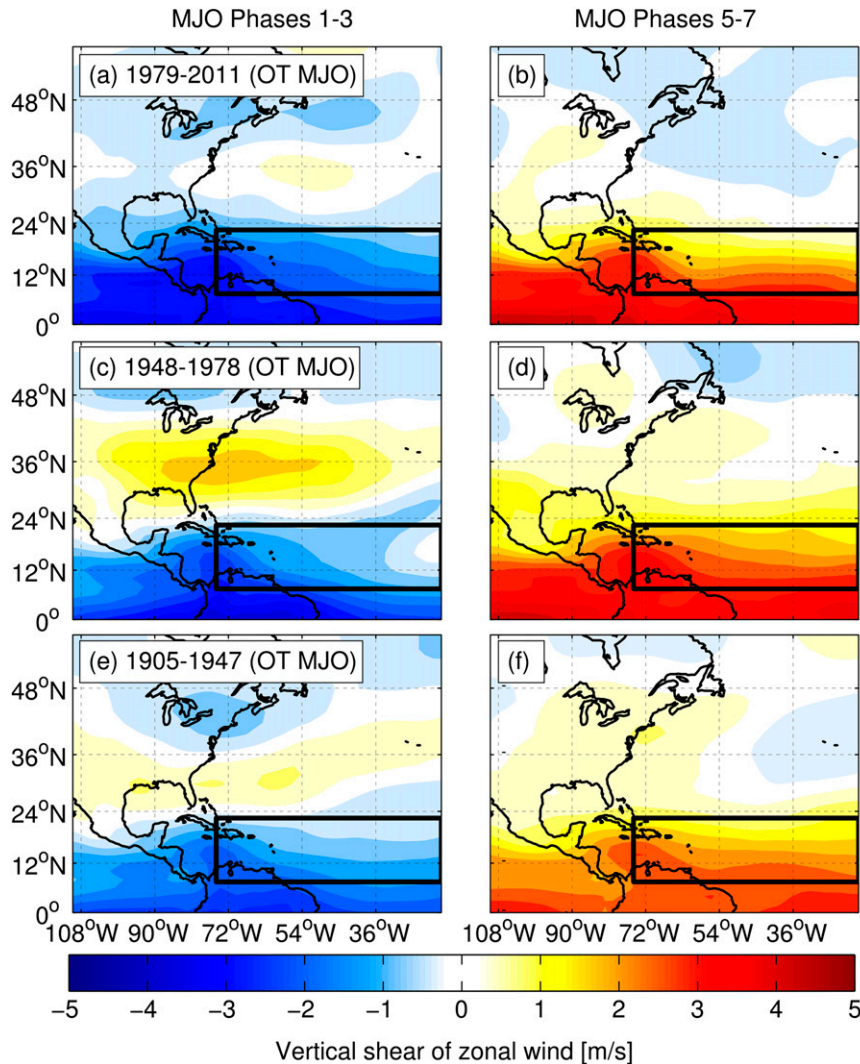 MJO Phases 1-3 MJO Phases 5-7
(a) 1979-2011 (OT MJO) (b)
48°N
36°N
24°N
12°N
0°
(c) 1948-1978 (OT MJO) (d)
48°N
36°N
24°N
12°N
0°
(e) 1905-1947 (OT MJO) (f)
48°N
36°N
24°N
12°N
0°
108°W 90°W 72°W 54°W 36°W 108°W 90°W 72°W 54°W 36°W
−5 −4 −3 −2 −1 0 1 2 3 4 5
Vertical shear of zonal wind [m/s]